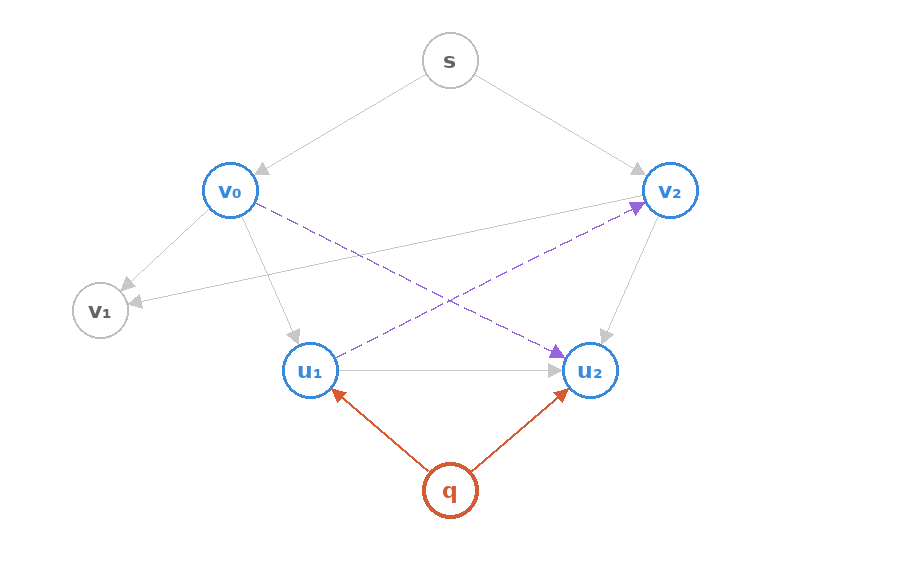 s
v₀
v₂
v₁
u₁
u₂
q